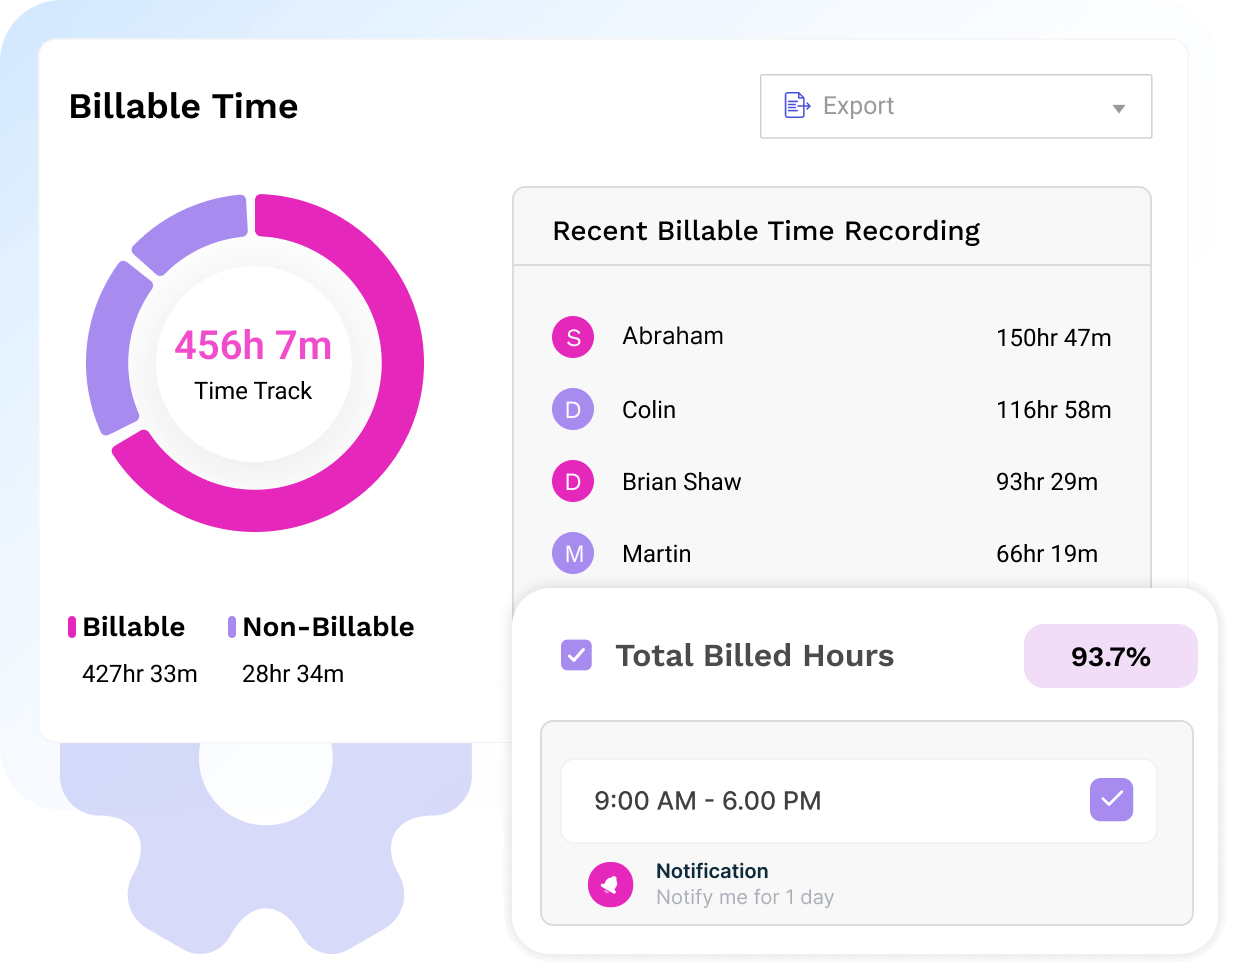 Billable Time
Export
456h 7m
Time Track
Billable
427hr 33m
Non-Billable
28hr 34m
Recent Billable Time Recording
S Abraham 150hr 47m
D Colin 116hr 58m
D Brian Shaw 93hr 29m
M Martin 66hr 19m
Total Billed Hours 93.7%
9:00 AM - 6.00 PM
Notification
Notify me for 1 day